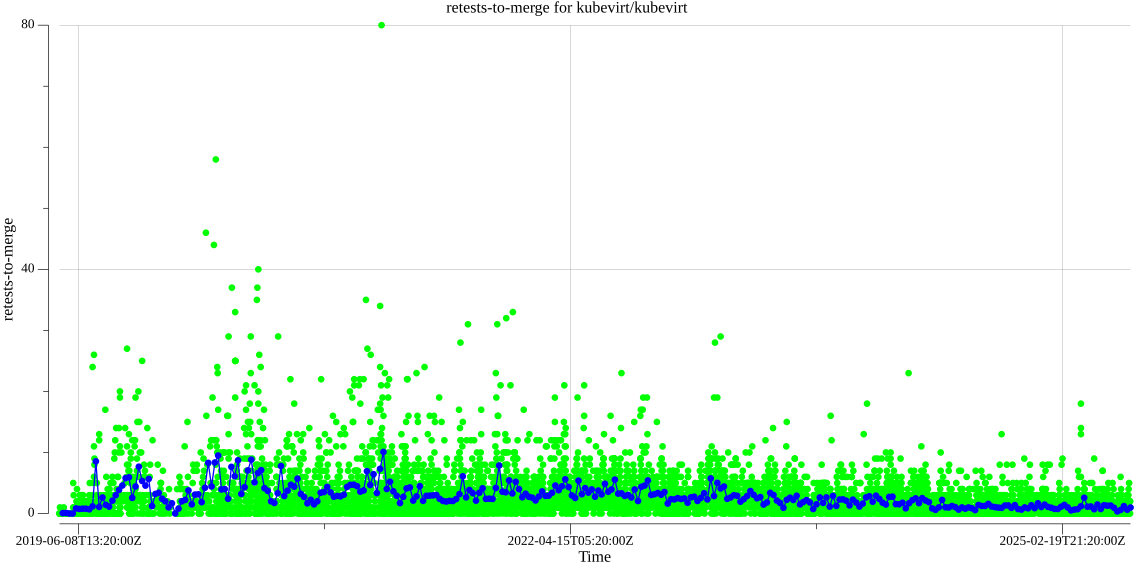 retests-to-merge for kubevirt/kubevirt
80
40
0
retests-to-merge
2019-06-08T13:20:00Z
2022-04-15T05:20:00Z
2025-02-19T21:20:00Z
Time